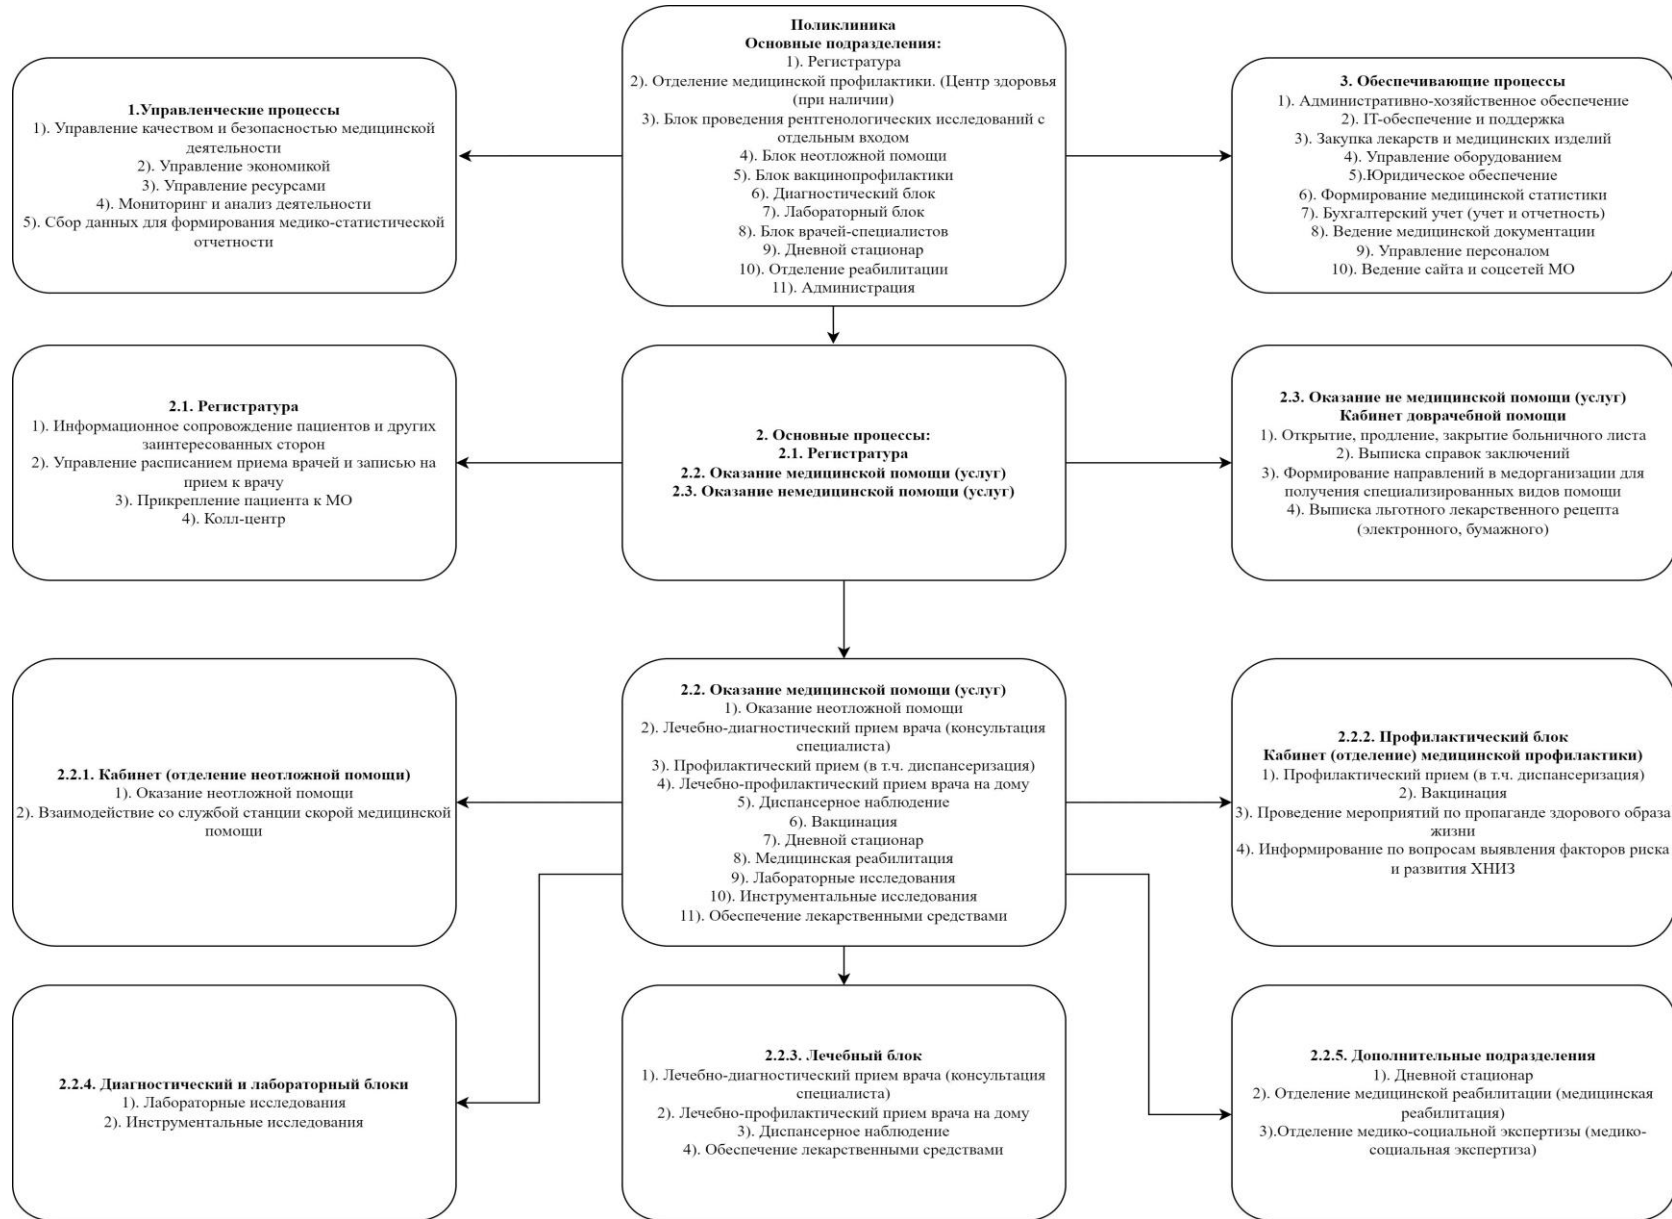 Поликлиника
Основные подразделения:
1). Регистратура
2). Отделение медицинской профилактики. (Центр здоровья
(при наличии)
3). Блок проведения рентгенологических исследований с
отдельным входом
4). Блок неотложной помощи
5). Блок вакцинопрофилактики
6). Диагностический блок
7). Лабораторный блок
8). Блок врачей-специалистов
9). Дневной стационар
10). Отделение реабилитации
11). Администрация
1.Управленческие процессы
1). Управление качеством и безопасностью медицинской
деятельности
2). Управление экономикой
3). Управление ресурсами
4). Мониторинг и анализ деятельности
5). Сбор данных для формирования медико-статистической
отчетности
3. Обеспечивающие процессы
1). Административно-хозяйственное обеспечение
2). IT-обеспечение и поддержка
3). Закупка лекарств и медицинских изделий
4). Управление оборудованием
5).Юридическое обеспечение
6). Формирование медицинской статистики
7). Бухгалтерский учет (учет и отчетность)
8). Ведение медицинской документации
9). Управление персоналом
10). Ведение сайта и соцсетей МО
2.1. Регистратура
1). Информационное сопровождение пациентов и других
заинтересованных сторон
2). Управление расписанием приема врачей и записью на
прием к врачу
3). Прикрепление пациента к МО
4). Колл-центр
2. Основные процессы:
2.1. Регистратура
2.2. Оказание медицинской помощи (услуг)
2.3. Оказание немедицинской помощи (услуг)
2.3. Оказание не медицинской помощи (услуг)
Кабинет доврачебной помощи
1). Открытие, продление, закрытие больничного листа
2). Выписка справок заключений
3). Формирование направлений в медорганизации для
получения специализированных видов помощи
4). Выписка льготного лекарственного рецепта
(электронного, бумажного)
2.2.1. Кабинет (отделение неотложной помощи)
1). Оказание неотложной помощи
2). Взаимодействие со службой станции скорой медицинской
помощи
2.2. Оказание медицинской помощи (услуг)
1). Оказание неотложной помощи
2). Лечебно-диагностический прием врача (консультация
специалиста)
3). Профилактический прием (в т.ч. диспансеризация)
4). Лечебно-профилактический прием врача на дому
5). Диспансерное наблюдение
6). Вакцинация
7). Дневной стационар
8). Медицинская реабилитация
9). Лабораторные исследования
10). Инструментальные исследования
11). Обеспечение лекарственными средствами
2.2.2. Профилактический блок
Кабинет (отделение) медицинской профилактики)
1). Профилактический прием (в т.ч. диспансеризация)
2). Вакцинация
3). Проведение мероприятий по пропаганде здорового образа
жизни
4). Информирование по вопросам выявления факторов риска
и развития ХНИЗ
2.2.4. Диагностический и лабораторный блоки
1). Лабораторные исследования
2). Инструментальные исследования
2.2.3. Лечебный блок
1). Лечебно-диагностический прием врача (консультация
специалиста)
2). Лечебно-профилактический прием врача на дому
3). Диспансерное наблюдение
4). Обеспечение лекарственными средствами
2.2.5. Дополнительные подразделения
1). Дневной стационар
2). Отделение медицинской реабилитации (медицинская
реабилитация)
3).Отделение медико-социальной экспертизы (медико-
социальная экспертиза)